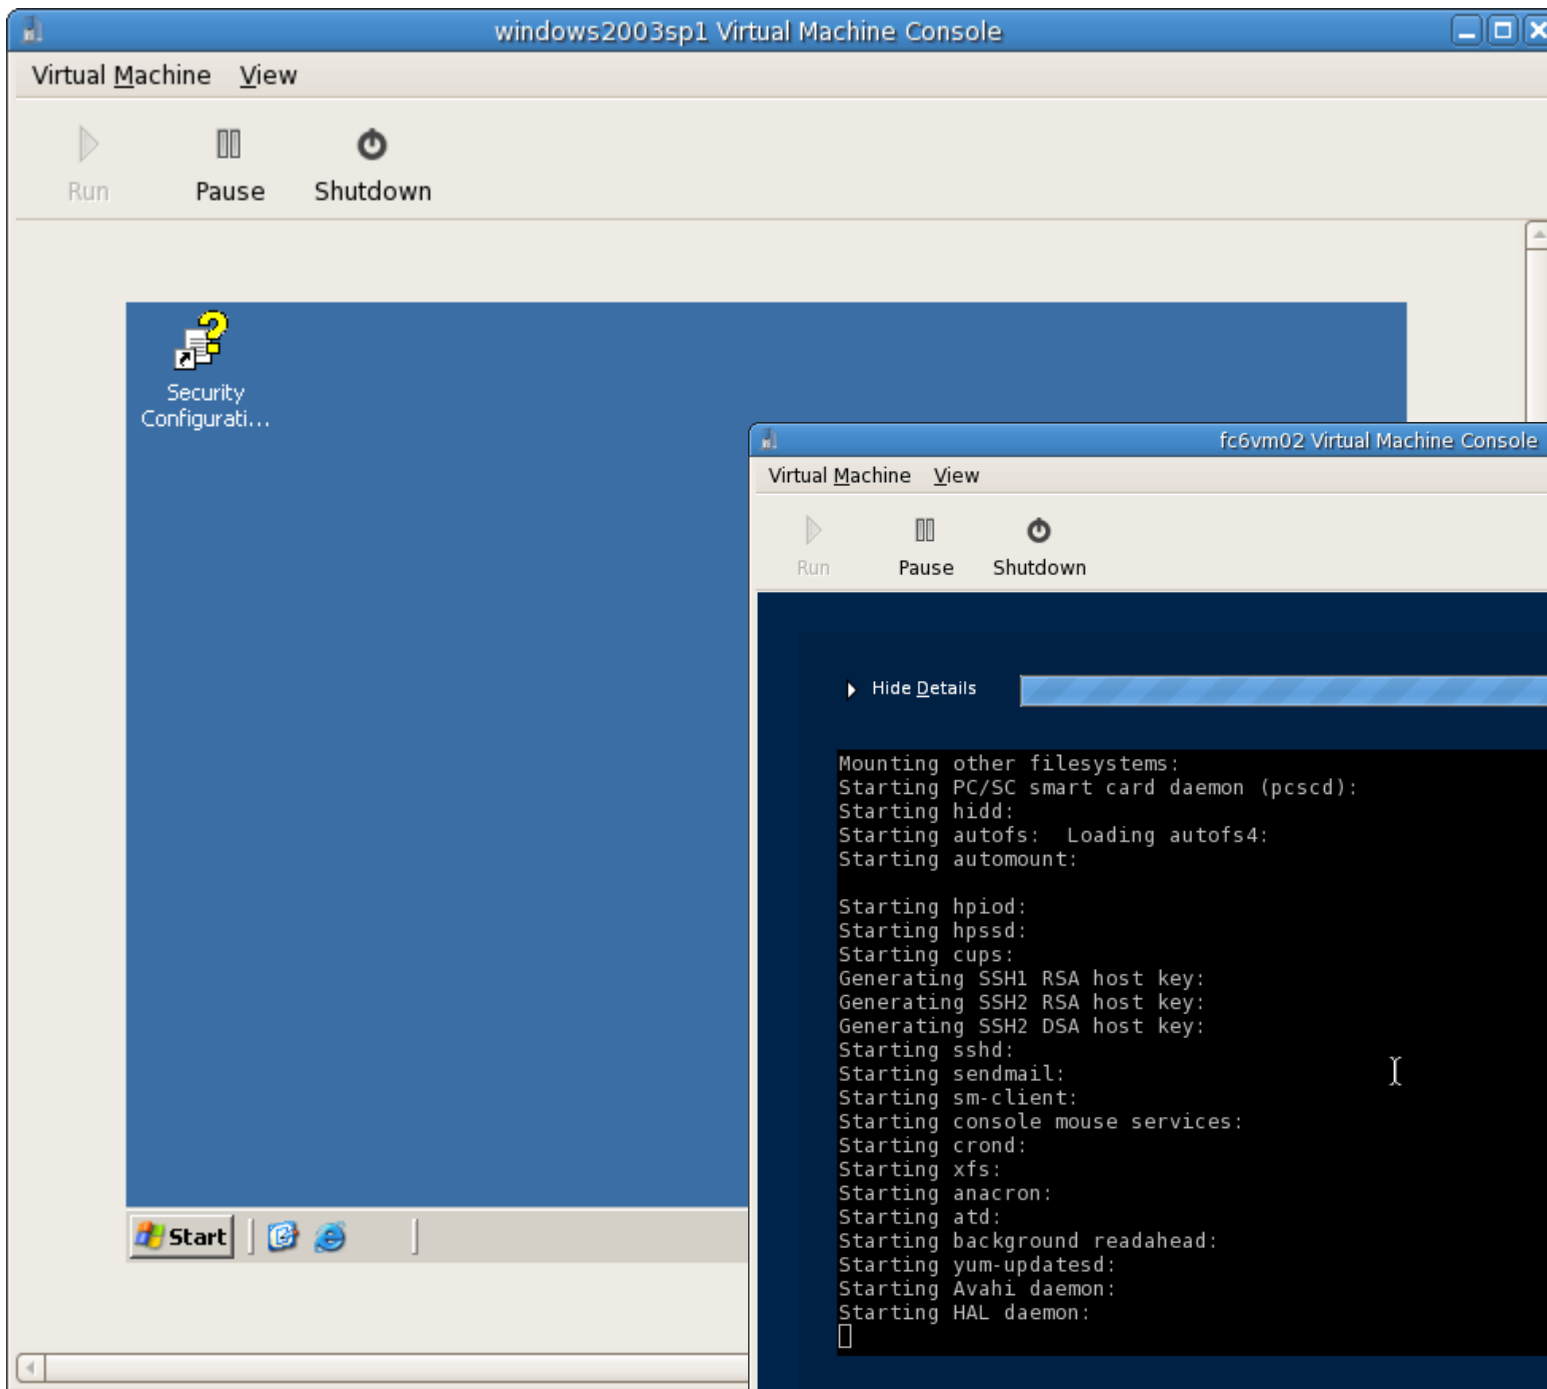 windows2003sp1 Virtual Machine Console
Virtual Machine View
Run Pause Shutdown
Security
Configurati...
fc6vm02 Virtual Machine Console
Virtual Machine View
Run Pause Shutdown
Hide Details
Mounting other filesystems:
Starting PC/SC smart card daemon (pcscd):
Starting hidd:
Starting autofs:  Loading autofs4:
Starting automount:
Starting hpiod:
Starting hpssd:
Starting cups:
Generating SSH1 RSA host key:
Generating SSH2 RSA host key:
Generating SSH2 DSA host key:
Starting sshd:
Starting sendmail:
Starting sm-client:
Starting console mouse services:
Starting crond:
Starting xfs:
Starting anacron:
Starting atd:
Starting background readahead:
Starting yum-updatesd:
Starting Avahi daemon:
Starting HAL daemon:
Start